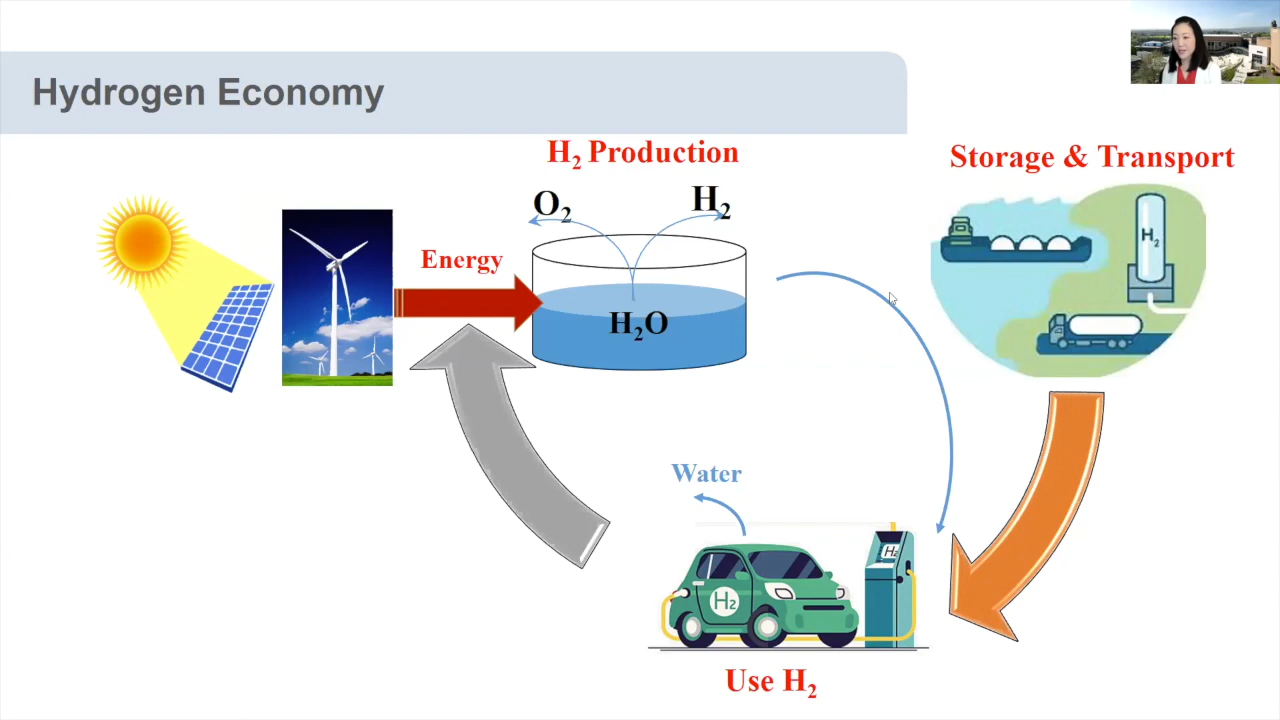 Hydrogen Economy
H₂ Production
Storage & Transport
O₂
H₂
Energy
H₂O
H₂
Water
H₂
H₂
Use H₂